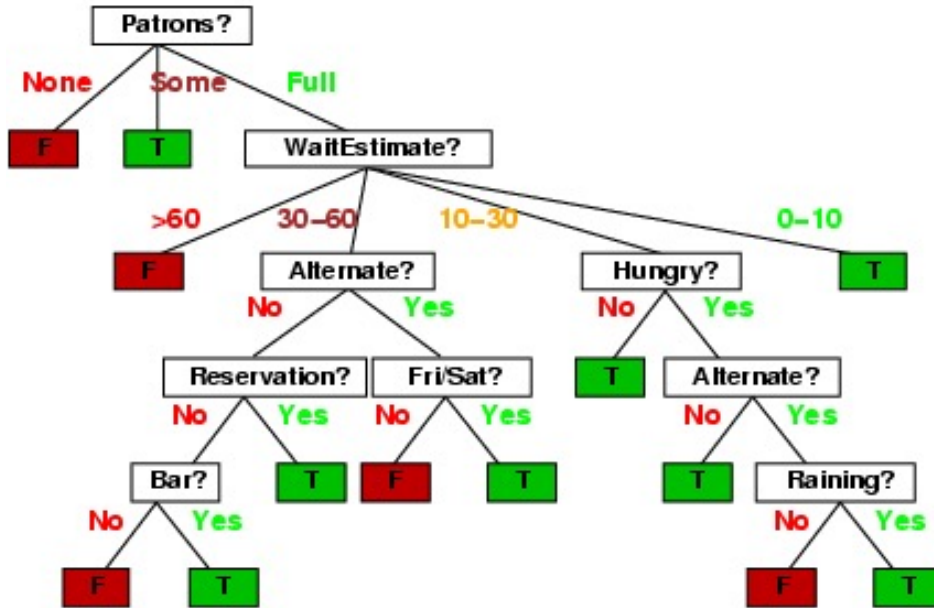 Patrons?
None Some Full
F T WaitEstimate?
>60 30–60 10–30 0–10
F Alternate? Hungry? T
No Yes No Yes
Reservation? Fri/Sat? T Alternate?
No Yes No Yes No Yes
Bar? T F T T Raining?
No Yes No Yes
F T F T